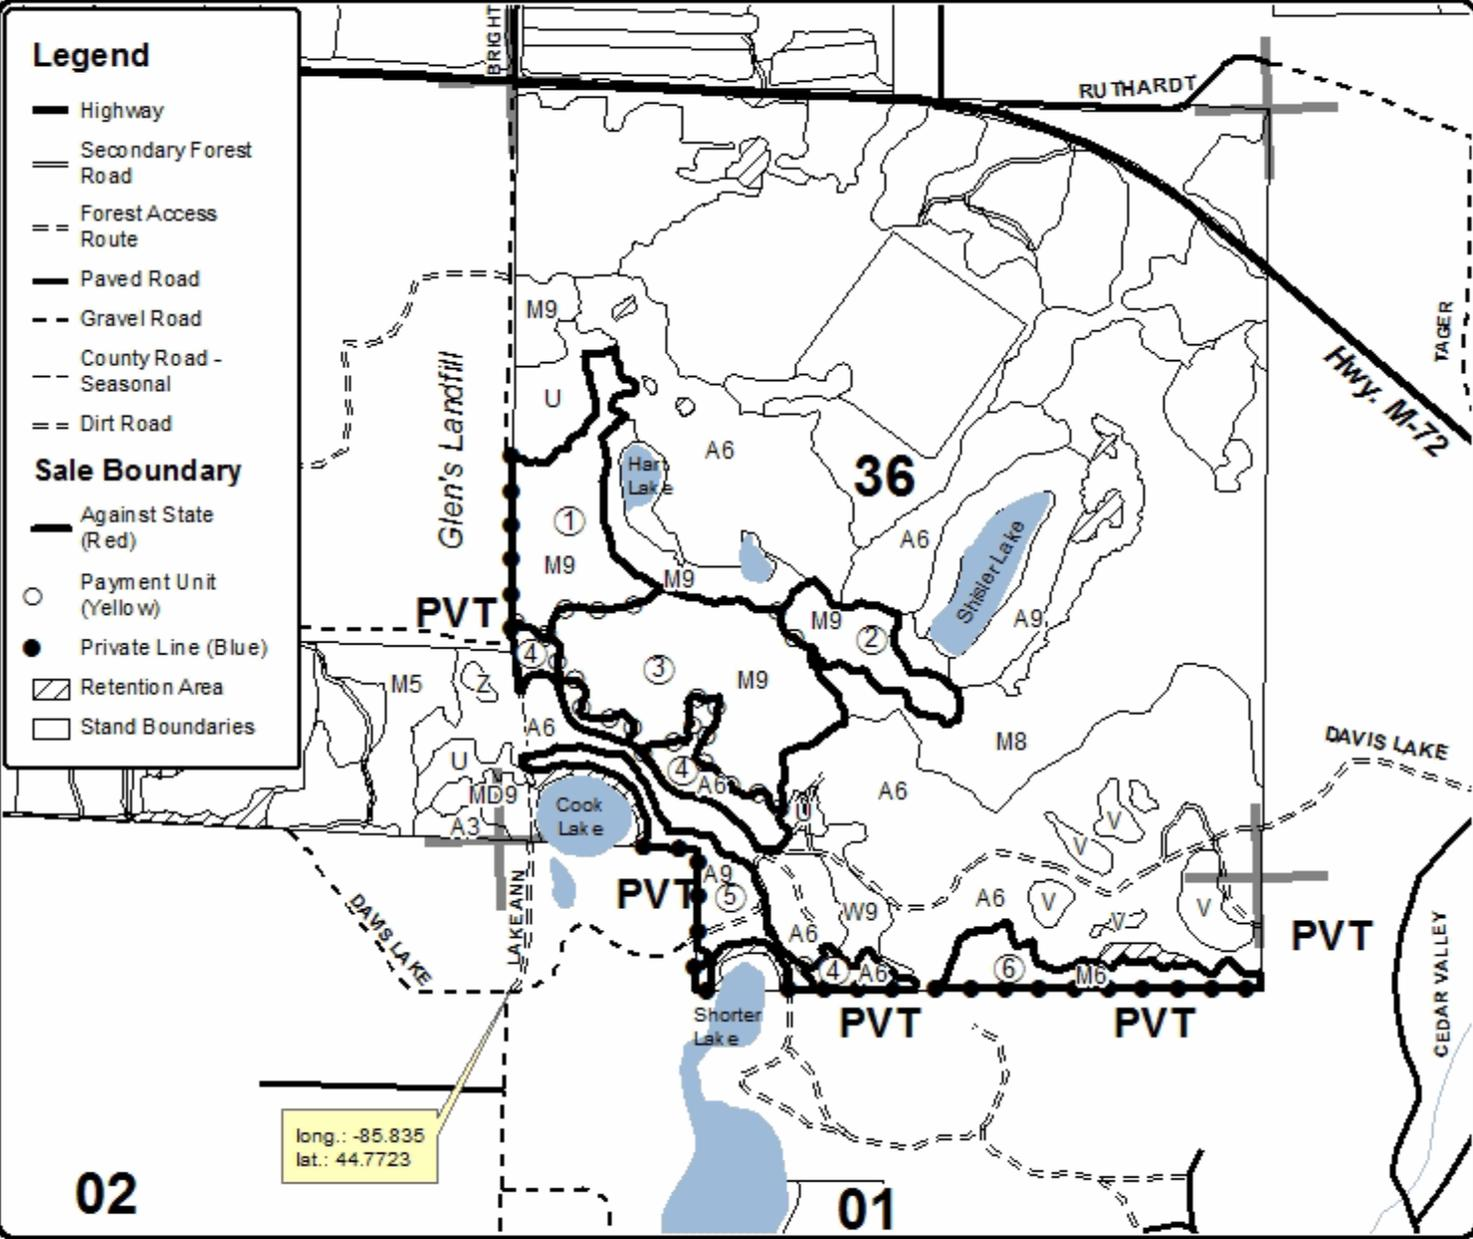 Legend
Highway
Secondary Forest
Road
Forest Access
Route
Paved Road
Gravel Road
County Road -
Seasonal
Dirt Road
Sale Boundary
Against State
(Red)
Payment Unit
(Yellow)
Private Line (Blue)
Retention Area
Stand Boundaries
BRIGHT
RUTHARDT
TAGER
Hwy. M-72
M9
U
Glen's Landfill
Hart
Lake
A6
36
1
M9
M9
A6
Shisler Lake
A9
PVT
M9
2
4
3
M9
M5
Z
A6
M8
DAVIS LAKE
U
4
A6
A6
MD9
Cook
Lake
U
V
V
A3
PVT
A9
5
W9
A6
V
V
V
A6
PVT
DAVIS LAKE
LAKE ANN
4
A6
6
M6
CEDAR VALLEY
Shorter
Lake
PVT
PVT
long.: -85.835
lat.: 44.7723
02
01